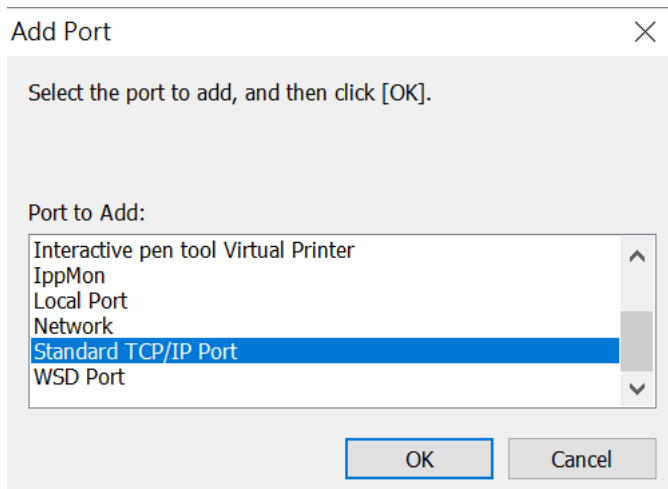 Add Port
Select the port to add, and then click [OK].
Port to Add:
Interactive pen tool Virtual Printer
IppMon
Local Port
Network
Standard TCP/IP Port
WSD Port
OK
Cancel